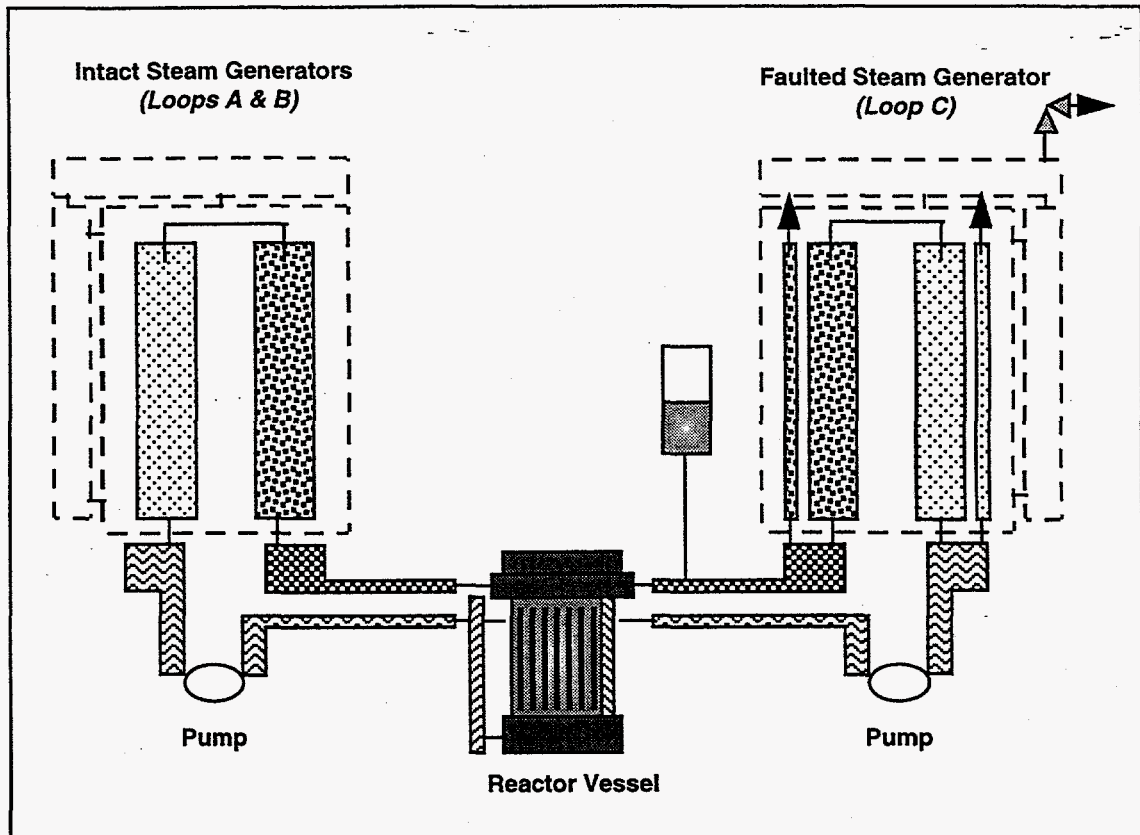 Intact Steam Generators
(Loops A & B)
Faulted Steam Generator
(Loop C)
Pump
Pump
Reactor Vessel